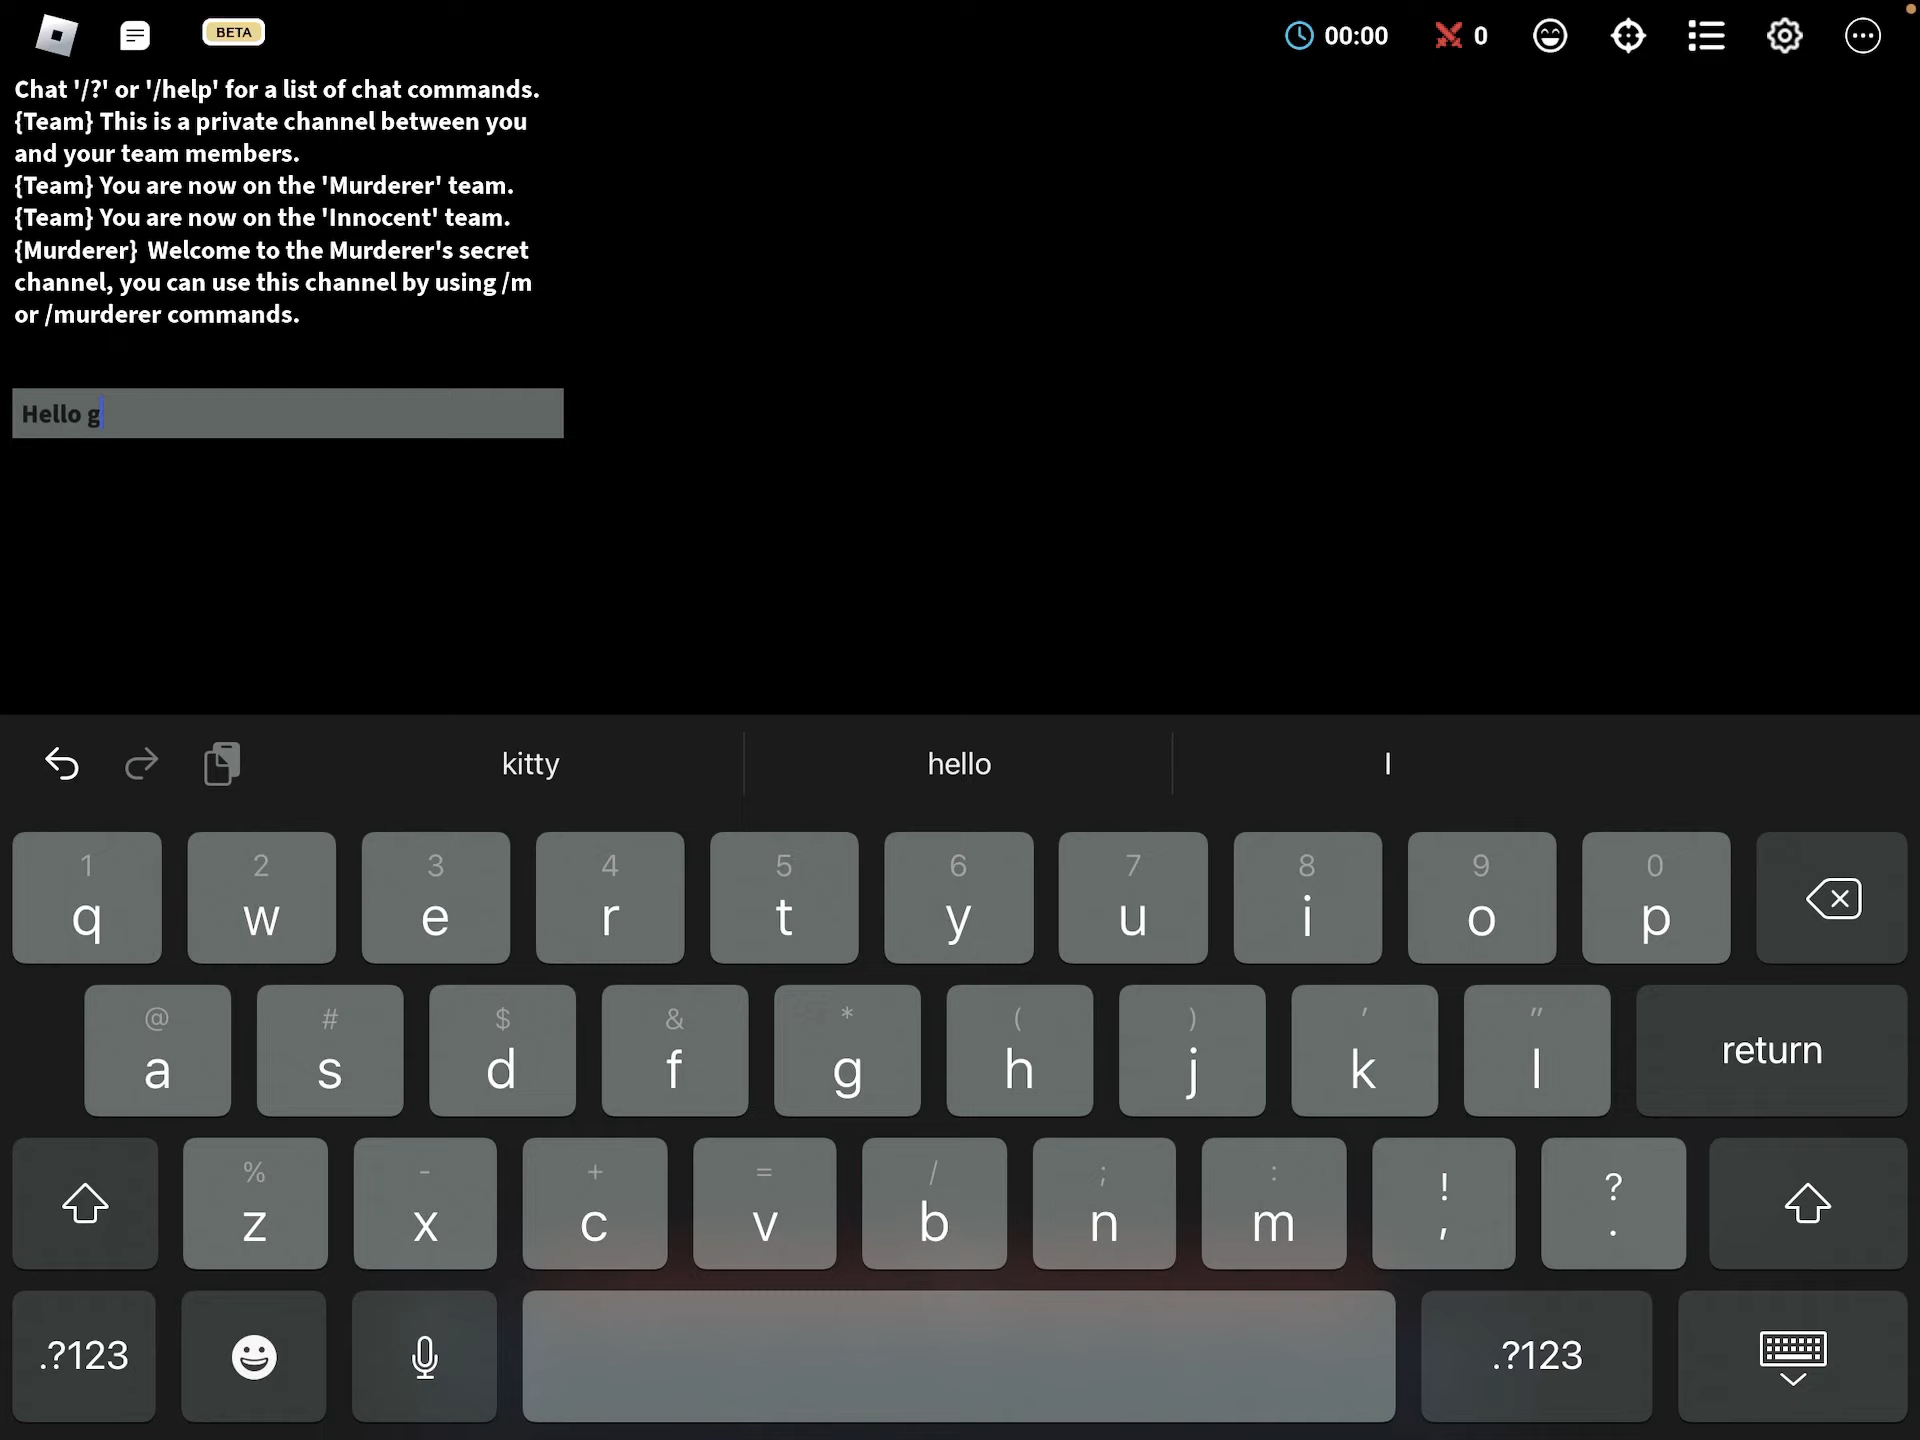 BETA
00:00
0
Chat '/?' or '/help' for a list of chat commands.
{Team} This is a private channel between you
and your team members.
{Team} You are now on the 'Murderer' team.
{Team} You are now on the 'Innocent' team.
{Murderer} Welcome to the Murderer's secret
channel, you can use this channel by using /m
or /murderer commands.
Hello g
kitty hello I
1 2 3 4 5 6 7 8 9 0
q w e r t y u i o p
@ # $ & * ( ) ' "
a s d f g h j k l return
% - + = / ; : ! ?
z x c v b n m , .
.?123 .?123